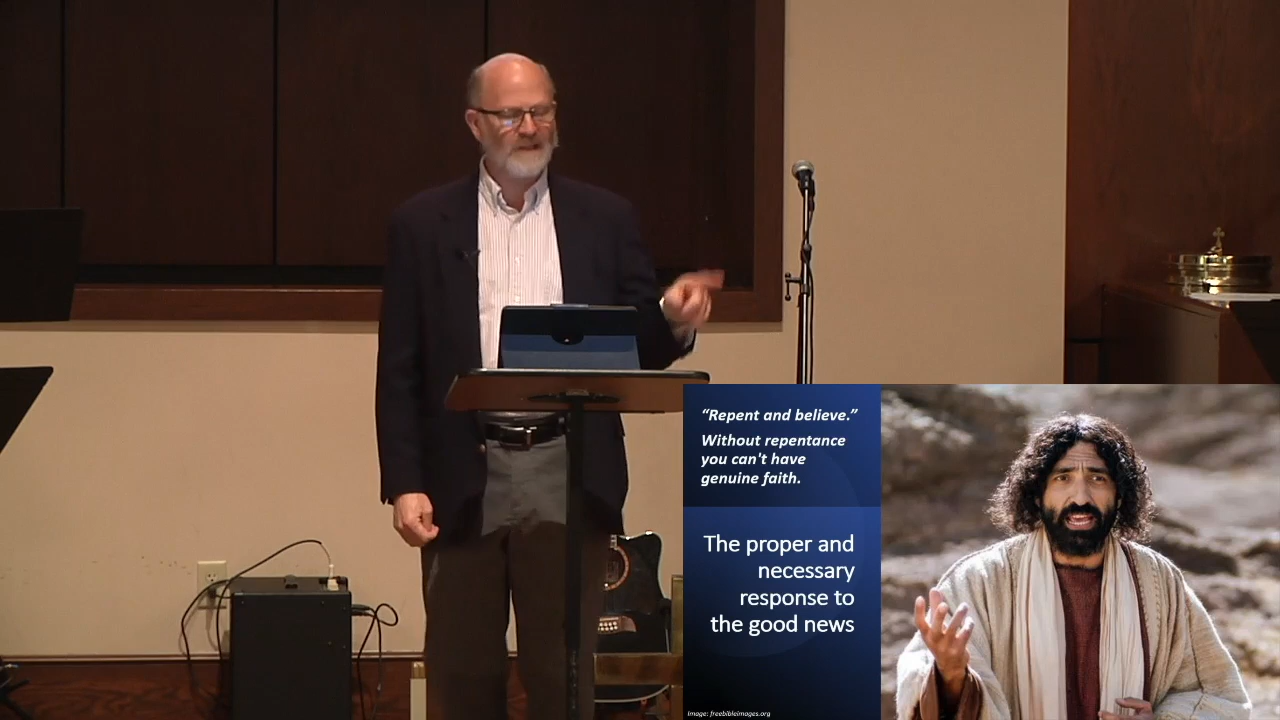 “Repent and believe.”
Without repentance
you can't have
genuine faith.
The proper and
necessary
response to
the good news
Image: freebibleimages.org